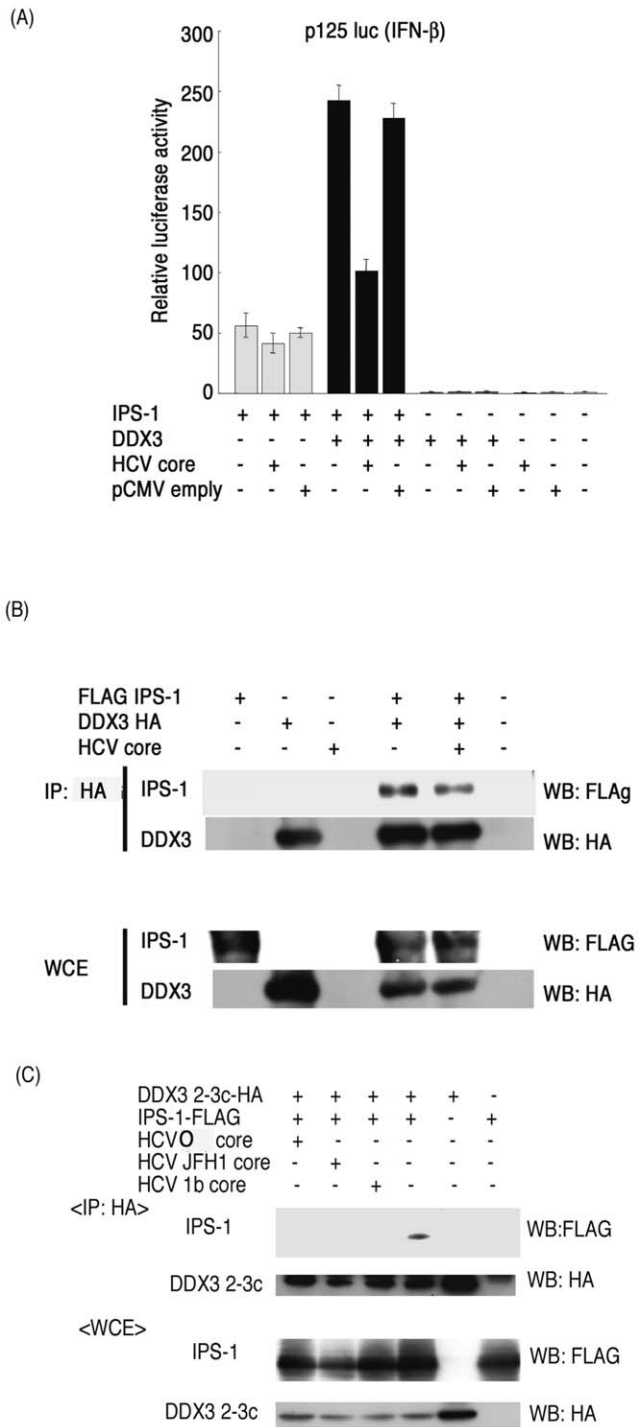 (A)
p125 luc (IFN-β)
Relative luciferase activity
300
250
200
150
100
50
0
IPS-1 + + + + + + - - - - - -
DDX3 - - - + + + + + + - - -
HCV core - + - - + - - + - + - -
pCMV emply - - + - - + - - + - + -
(B)
FLAG IPS-1 + - - + + -
DDX3 HA - + - + + -
HCV core - - + - + -
IP: HA IPS-1 WB: FLAg
DDX3 WB: HA
WCE IPS-1 WB: FLAG
DDX3 WB: HA
(C)
DDX3 2-3c-HA + + + + + -
IPS-1-FLAG + + + + - +
HCV O core + - - - - -
HCV JFH1 core - + - - - -
HCV 1b core - - + - - -
<IP: HA>
IPS-1 WB:FLAG
DDX3 2-3c WB: HA
<WCE>
IPS-1 WB: FLAG
DDX3 2-3c WB: HA